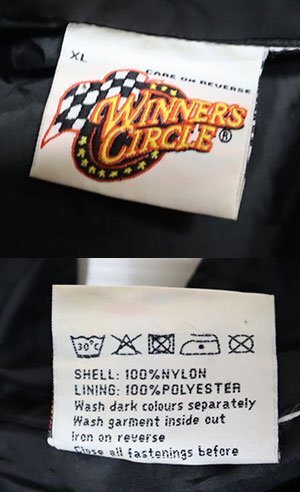 XL
CARE ON REVERSE
WINNER'S
CIRCLE®
30°C
SHELL: 100%NYLON
LINING: 100%POLYESTER
Wash dark colours separately
Wash garment inside out
Iron on reverse
Close all fastenings before